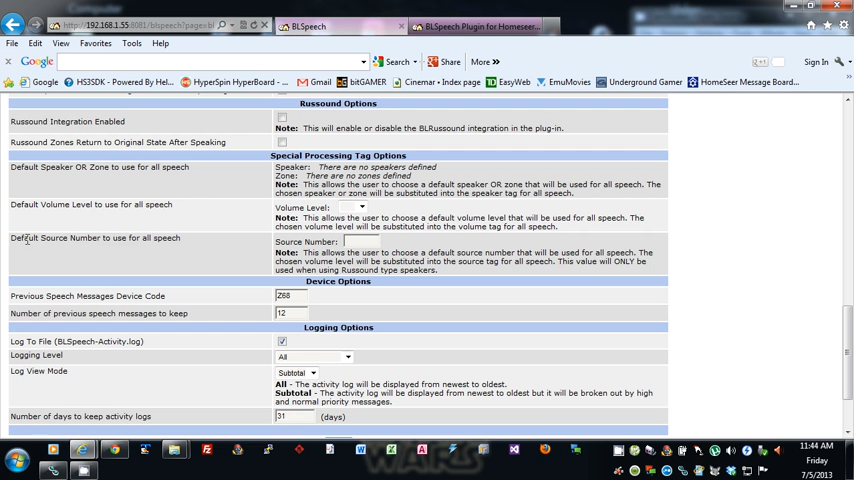 Computer
http://192.168.1.55:8081/blspeech?page=bl
BLSpeech
BLSpeech Plugin for Homeseer...
File Edit View Favorites Tools Help
Google
Search
Share
More »
Sign In
Google
HS3SDK - Powered By Help...
HyperSpin HyperBoard - ...
Gmail
bitGAMER
Cinemar • Index page
EasyWeb
EmuMovies
Underground Gamer
HomeSeer Message Board...
Russound Options
Russound Integration Enabled
Note: This will enable or disable the BLRussound integration in the plug-in.
Russound Zones Return to Original State After Speaking
Special Processing Tag Options
Default Speaker OR Zone to use for all speech
Speaker: There are no speakers defined
Zone: There are no zones defined
Note: This allows the user to choose a default speaker OR zone that will be used for all speech. The
chosen speaker or zone will be substituted into the speaker tag for all speech.
Default Volume Level to use for all speech
Volume Level:
Note: This allows the user to choose a default volume level that will be used for all speech. The
chosen volume level will be substituted into the volume tag for all speech.
Default Source Number to use for all speech
Source Number:
Note: This allows the user to choose a default source number that will be used for all speech. The
chosen volume level will be substituted into the source tag for all speech. This value will ONLY be
used when using Russound type speakers.
Device Options
Previous Speech Messages Device Code
Z68
Number of previous speech messages to keep
12
Logging Options
Log To File (BLSpeech-Activity.log)
Logging Level
All
Log View Mode
Subtotal
All - The activity log will be displayed from newest to oldest.
Subtotal - The activity log will be displayed from newest to oldest but it will be broken out by high
and normal priority messages.
Number of days to keep activity logs
31 (days)
WARS
11:44 AM
Friday
7/5/2013